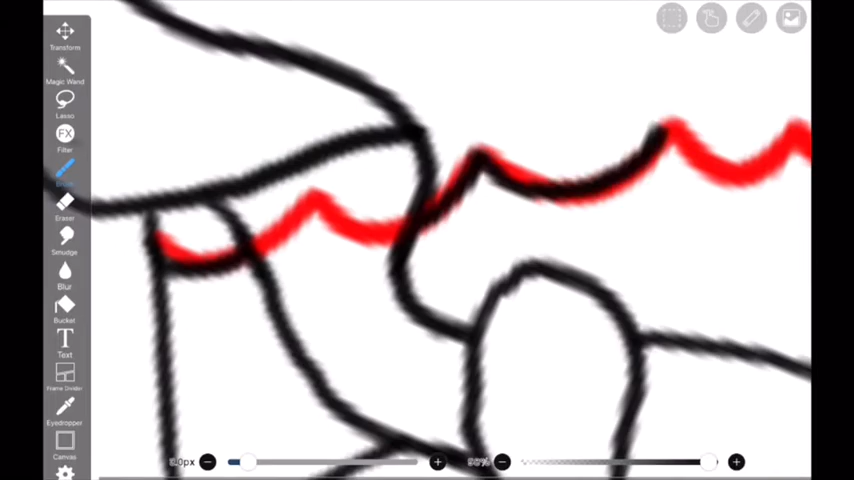 Transform
Magic Wand
Lasso
FX
Filter
Brush
Eraser
Smudge
Blur
Bucket
T
Text
Frame Divider
Eyedropper
Canvas